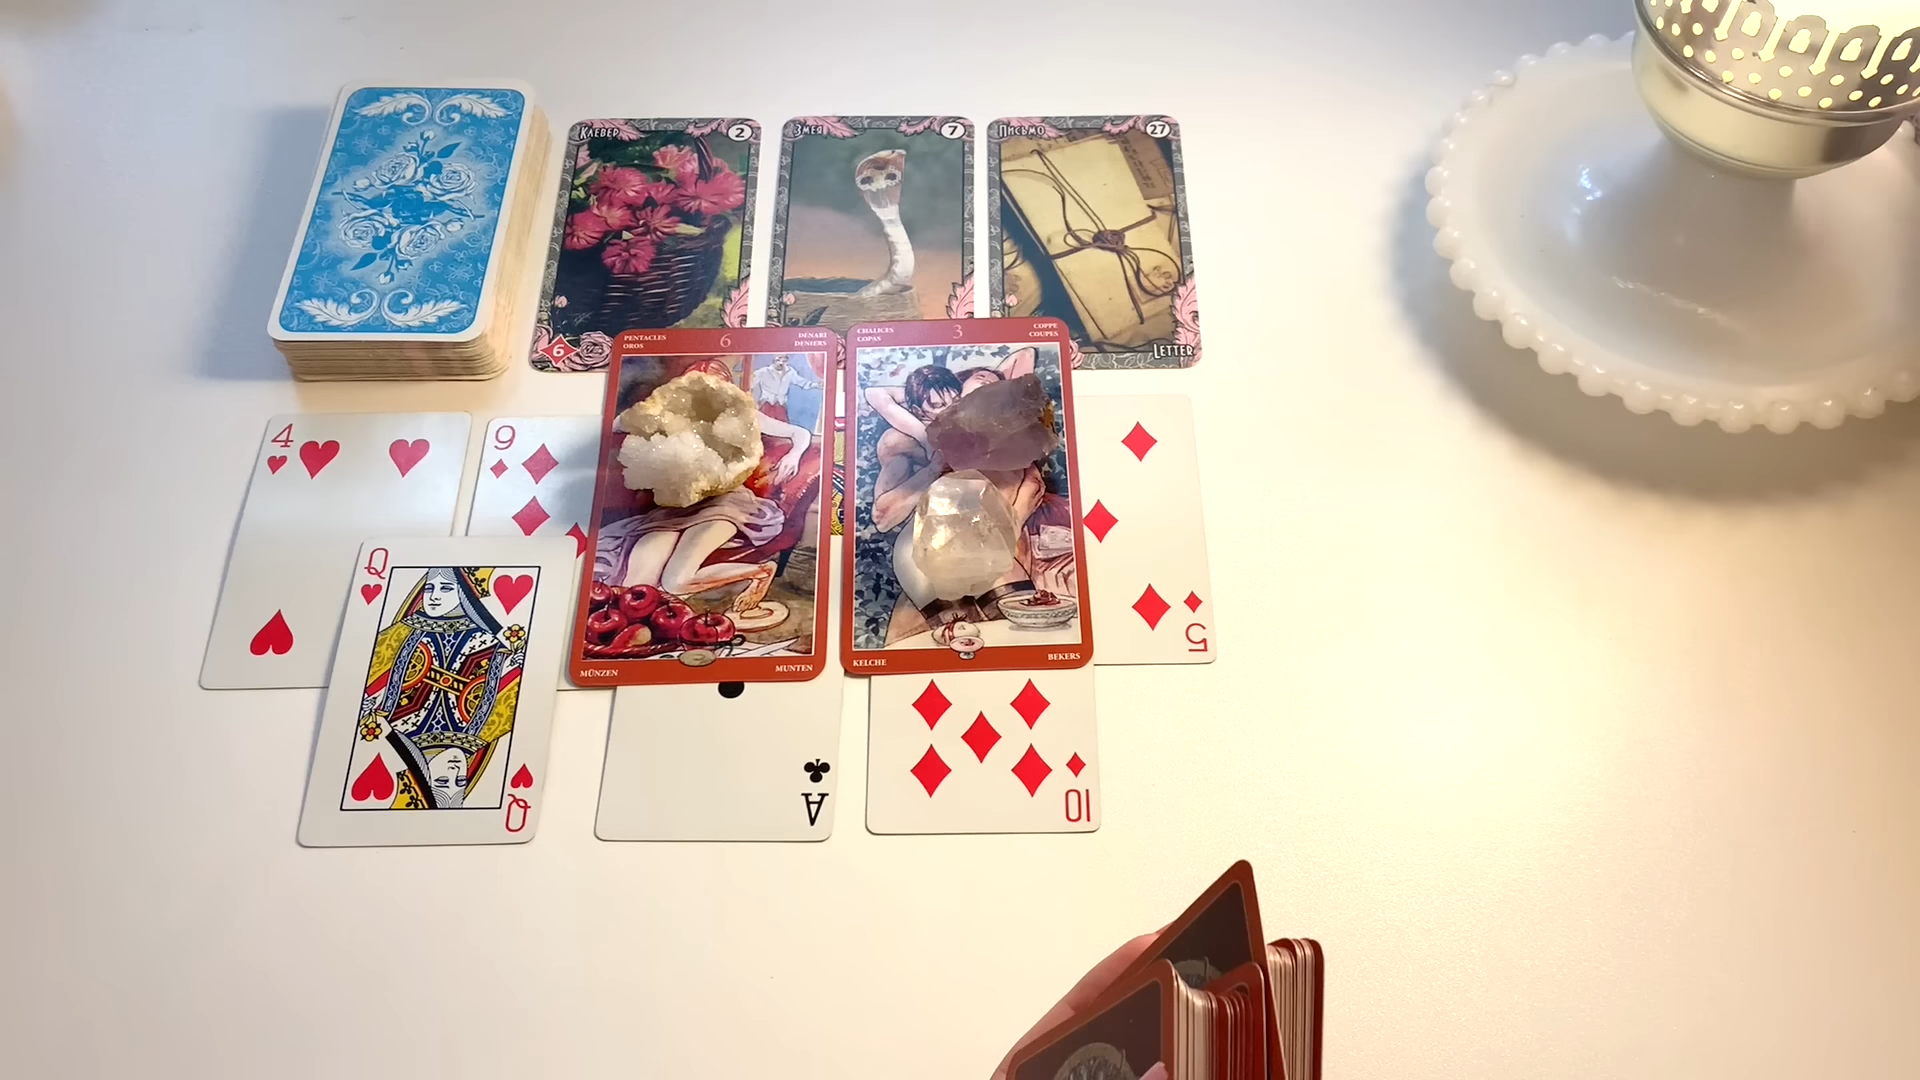 Клевер 2
6
Змея 7
Письмо 27
Letter
PENTACLES
OROS
6
DENARI
DENIERS
MÜNZEN
MUNTEN
CHALICES
COPAS
3
COPPE
COUPES
KELCHE
BEKERS
4
9
5
Q
Q
A
10